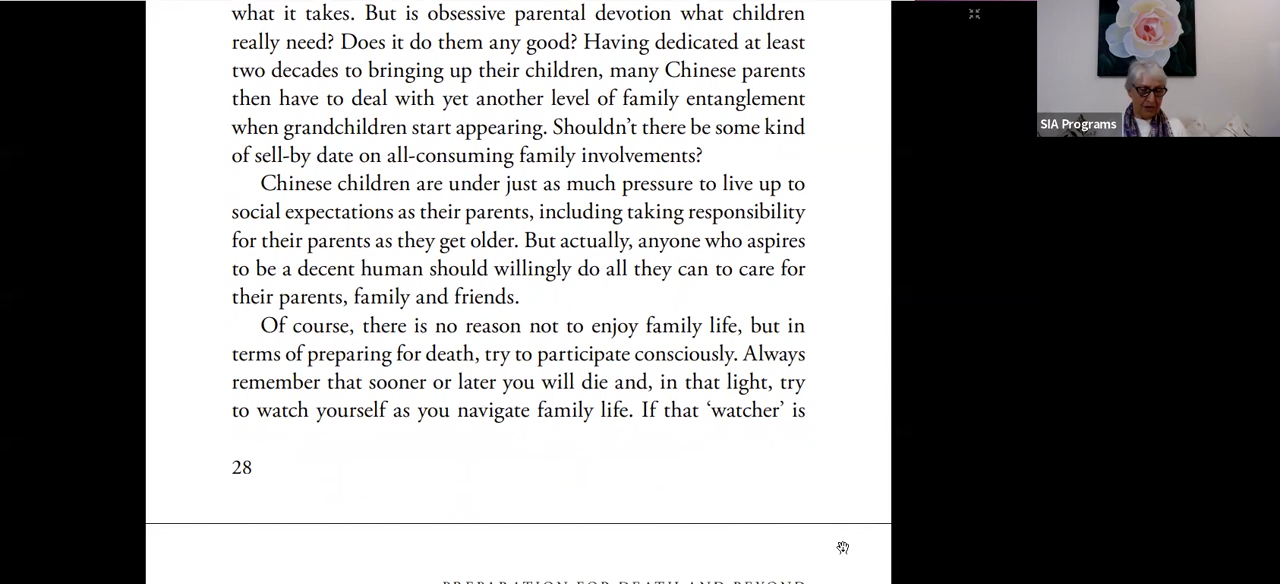 what it takes. But is obsessive parental devotion what children
really need? Does it do them any good? Having dedicated at least
two decades to bringing up their children, many Chinese parents
then have to deal with yet another level of family entanglement
when grandchildren start appearing. Shouldn’t there be some kind
of sell-by date on all-consuming family involvements?
Chinese children are under just as much pressure to live up to
social expectations as their parents, including taking responsibility
for their parents as they get older. But actually, anyone who aspires
to be a decent human should willingly do all they can to care for
their parents, family and friends.
Of course, there is no reason not to enjoy family life, but in
terms of preparing for death, try to participate consciously. Always
remember that sooner or later you will die and, in that light, try
to watch yourself as you navigate family life. If that ‘watcher’ is
28
PREPARATION FOR DEATH AND BEYOND
SIA Programs